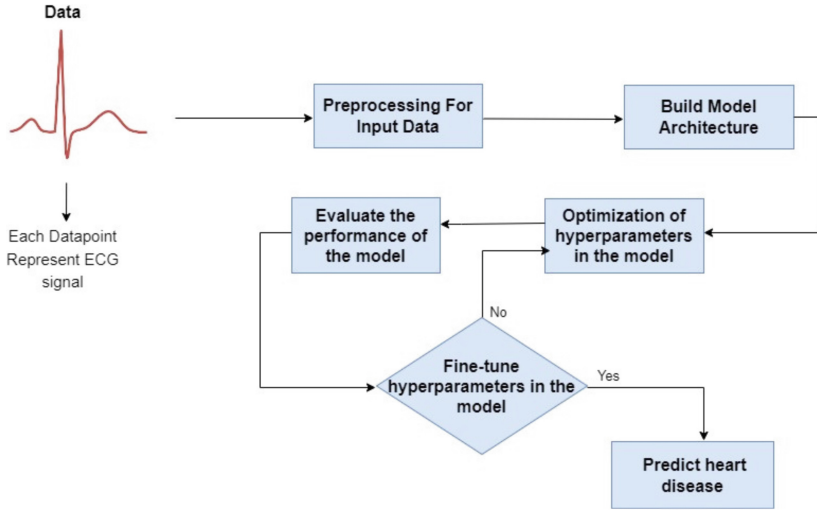 Data
Preprocessing For
Input Data
Build Model
Architecture
Each Datapoint
Represent ECG
signal
Evaluate the
performance of
the model
Optimization of
hyperparameters
in the model
No
Fine-tune
hyperparameters in the
model
Yes
Predict heart
disease